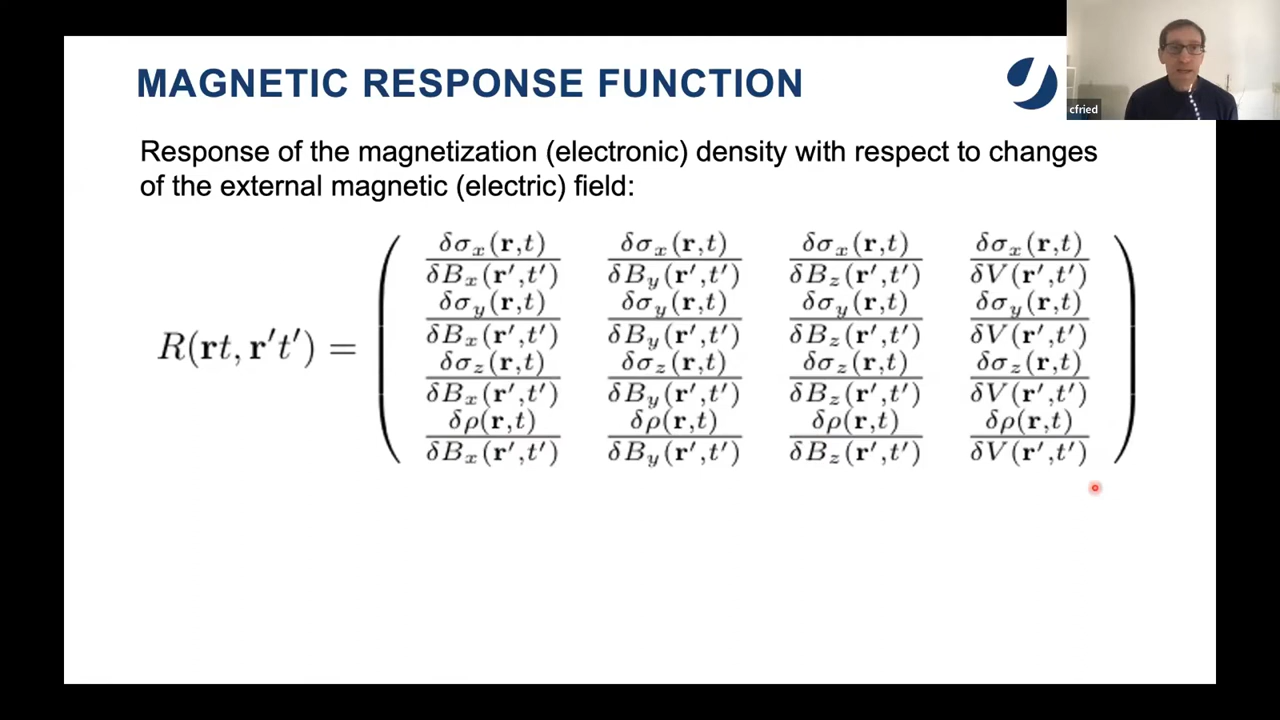 MAGNETIC RESPONSE FUNCTION
cfried
Response of the magnetization (electronic) density with respect to changes
of the external magnetic (electric) field:
R(rt, r′t′) =
δσx(r,t) δσx(r,t) δσx(r,t) δσx(r,t)
δBx(r′,t′) δBy(r′,t′) δBz(r′,t′) δV(r′,t′)
δσy(r,t) δσy(r,t) δσy(r,t) δσy(r,t)
δBx(r′,t′) δBy(r′,t′) δBz(r′,t′) δV(r′,t′)
δσz(r,t) δσz(r,t) δσz(r,t) δσz(r,t)
δBx(r′,t′) δBy(r′,t′) δBz(r′,t′) δV(r′,t′)
δρ(r,t) δρ(r,t) δρ(r,t) δρ(r,t)
δBx(r′,t′) δBy(r′,t′) δBz(r′,t′) δV(r′,t′)